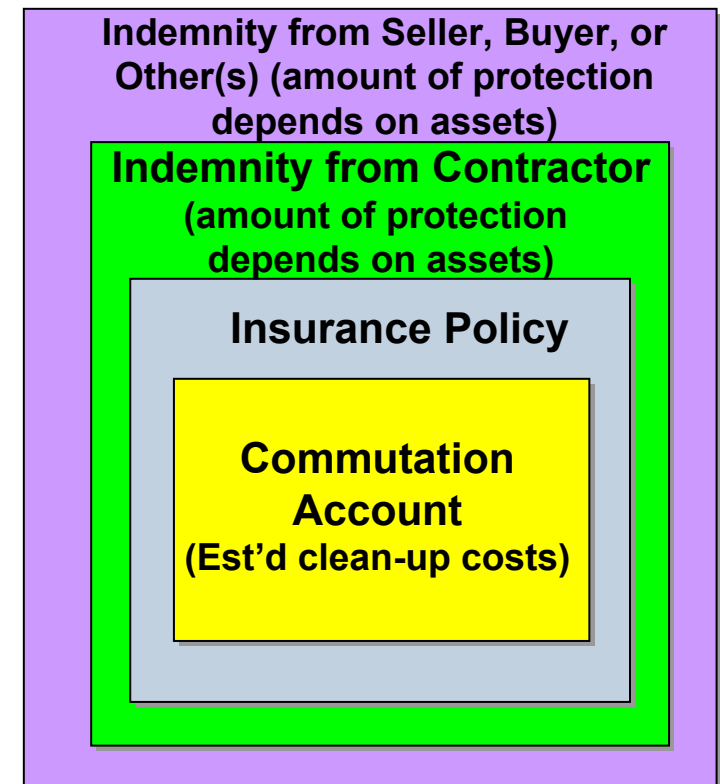 Indemnity from Seller, Buyer, or
Other(s) (amount of protection
depends on assets)
Indemnity from Contractor
(amount of protection
depends on assets)
Insurance Policy
Commutation
Account
(Est’d clean-up costs)